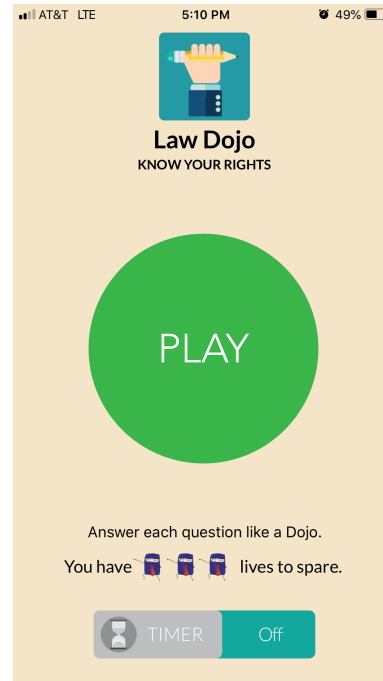 AT&T LTE 5:10 PM 49%
Law Dojo
KNOW YOUR RIGHTS
PLAY
Answer each question like a Dojo.
You have lives to spare.
TIMER Off